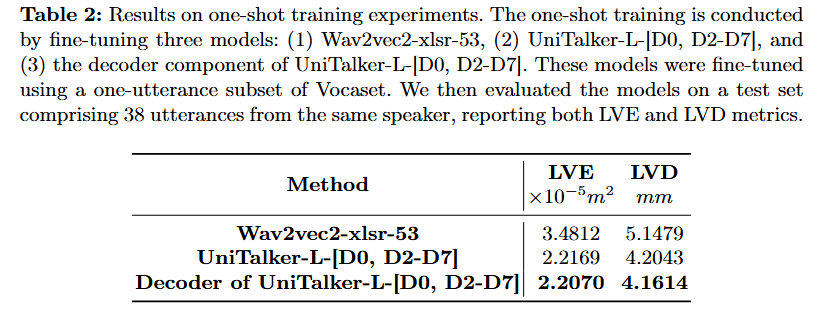 Table 2: Results on one-shot training experiments. The one-shot training is conducted
by fine-tuning three models: (1) Wav2vec2-xlsr-53, (2) UniTalker-L-[D0, D2-D7], and
(3) the decoder component of UniTalker-L-[D0, D2-D7]. These models were fine-tuned
using a one-utterance subset of Vocaset. We then evaluated the models on a test set
comprising 38 utterances from the same speaker, reporting both LVE and LVD metrics.
Method LVE LVD
×10⁻⁵m² mm
Wav2vec2-xlsr-53 3.4812 5.1479
UniTalker-L-[D0, D2-D7] 2.2169 4.2043
Decoder of UniTalker-L-[D0, D2-D7] 2.2070 4.1614